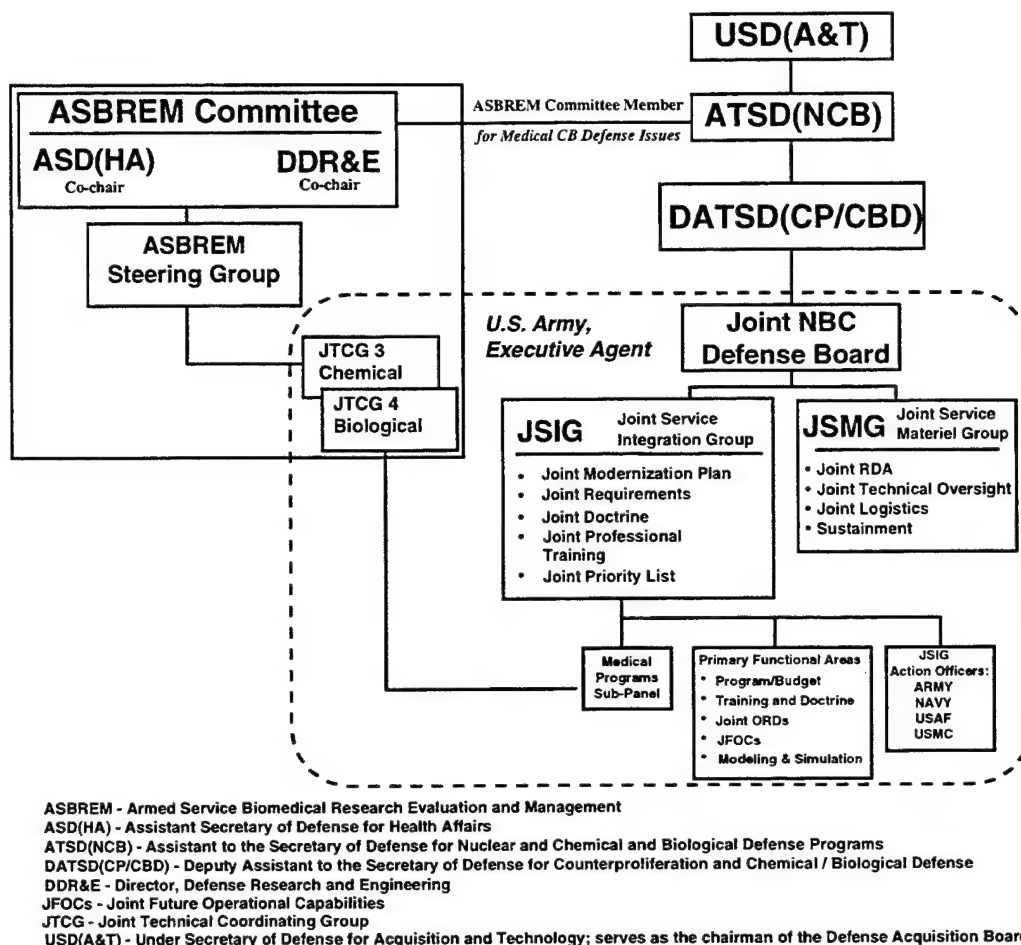 USD(A&T)
ASBREM Committee
ASD(HA)
Co-chair
DDR&E
Co-chair
ASBREM Committee Member
for Medical CB Defense Issues
ATSD(NCB)
DATSD(CP/CBD)
ASBREM
Steering Group
U.S. Army,
Executive Agent
Joint NBC
Defense Board
JTCG 3
Chemical
JTCG 4
Biological
JSIG
Joint Service
Integration Group
• Joint Modernization Plan
• Joint Requirements
• Joint Doctrine
• Joint Professional
Training
• Joint Priority List
JSMG
Joint Service
Materiel Group
• Joint RDA
• Joint Technical Oversight
• Joint Logistics
• Sustainment
Medical
Programs
Sub-Panel
Primary Functional Areas
• Program/Budget
• Training and Doctrine
• Joint ORDs
• JFOCs
• Modeling & Simulation
JSIG
Action Officers:
ARMY
NAVY
USAF
USMC
ASBREM - Armed Service Biomedical Research Evaluation and Management
ASD(HA) - Assistant Secretary of Defense for Health Affairs
ATSD(NCB) - Assistant to the Secretary of Defense for Nuclear and Chemical and Biological Defense Programs
DATSD(CP/CBD) - Deputy Assistant to the Secretary of Defense for Counterproliferation and Chemical / Biological Defense
DDR&E - Director, Defense Research and Engineering
JFOCs - Joint Future Operational Capabilities
JTCG - Joint Technical Coordinating Group
USD(A&T) - Under Secretary of Defense for Acquisition and Technology; serves as the chairman of the Defense Acquisition Board